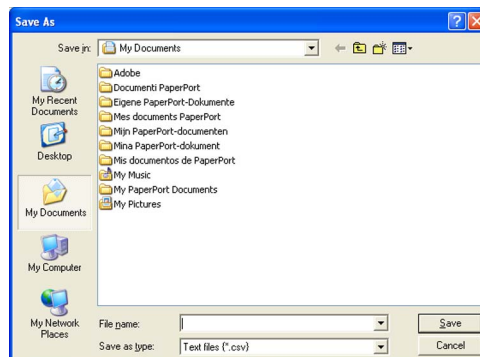 Save As
Save in: My Documents
My Recent
Documents
Desktop
My Documents
My Computer
My Network
Places
Adobe
Documenti PaperPort
Eigene PaperPort-Dokumente
Mes documents PaperPort
Mijn PaperPort-documenten
Mina PaperPort-dokument
Mis documentos de PaperPort
My Music
My PaperPort Documents
My Pictures
File name:
Save
Save as type: Text files {*.csv}
Cancel